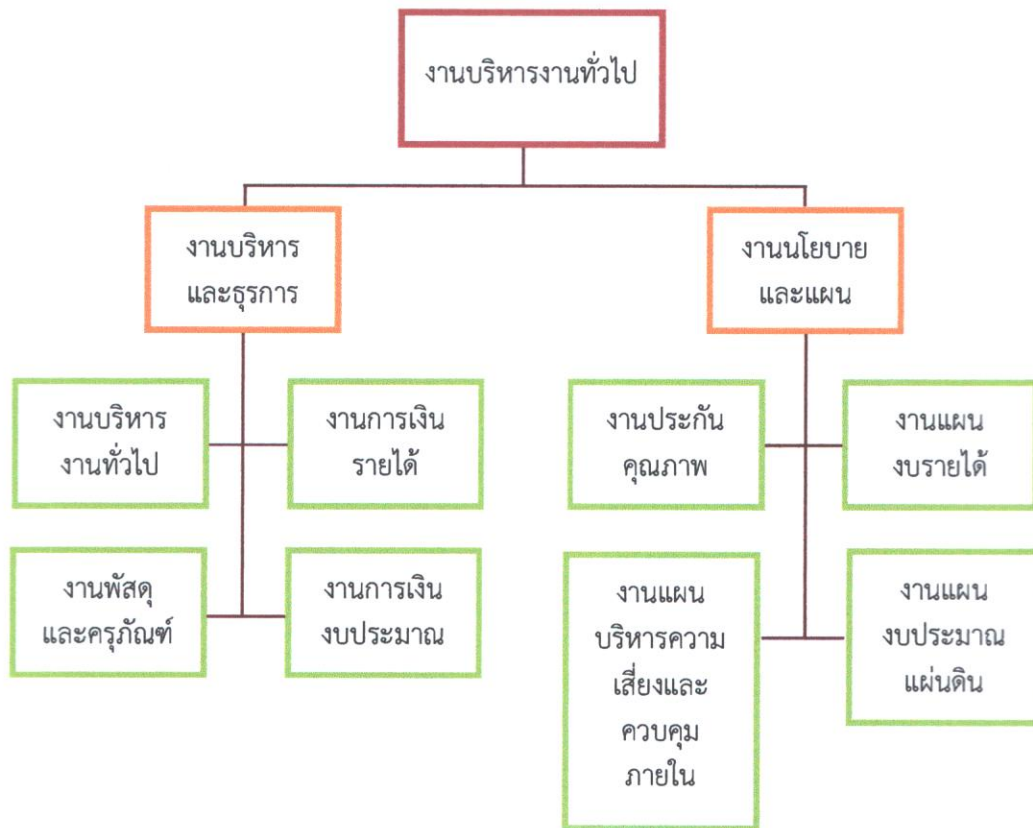 งานบริหารงานทั่วไป
งานบริหาร
และธุรการ
งานนโยบาย
และแผน
งานบริหาร
งานทั่วไป
งานการเงิน
รายได้
งานประกัน
คุณภาพ
งานแผน
งบรายได้
งานพัสดุ
และครุภัณฑ์
งานการเงิน
งบประมาณ
งานแผน
บริหารความ
เสี่ยงและ
ควบคุม
ภายใน
งานแผน
งบประมาณ
แผ่นดิน